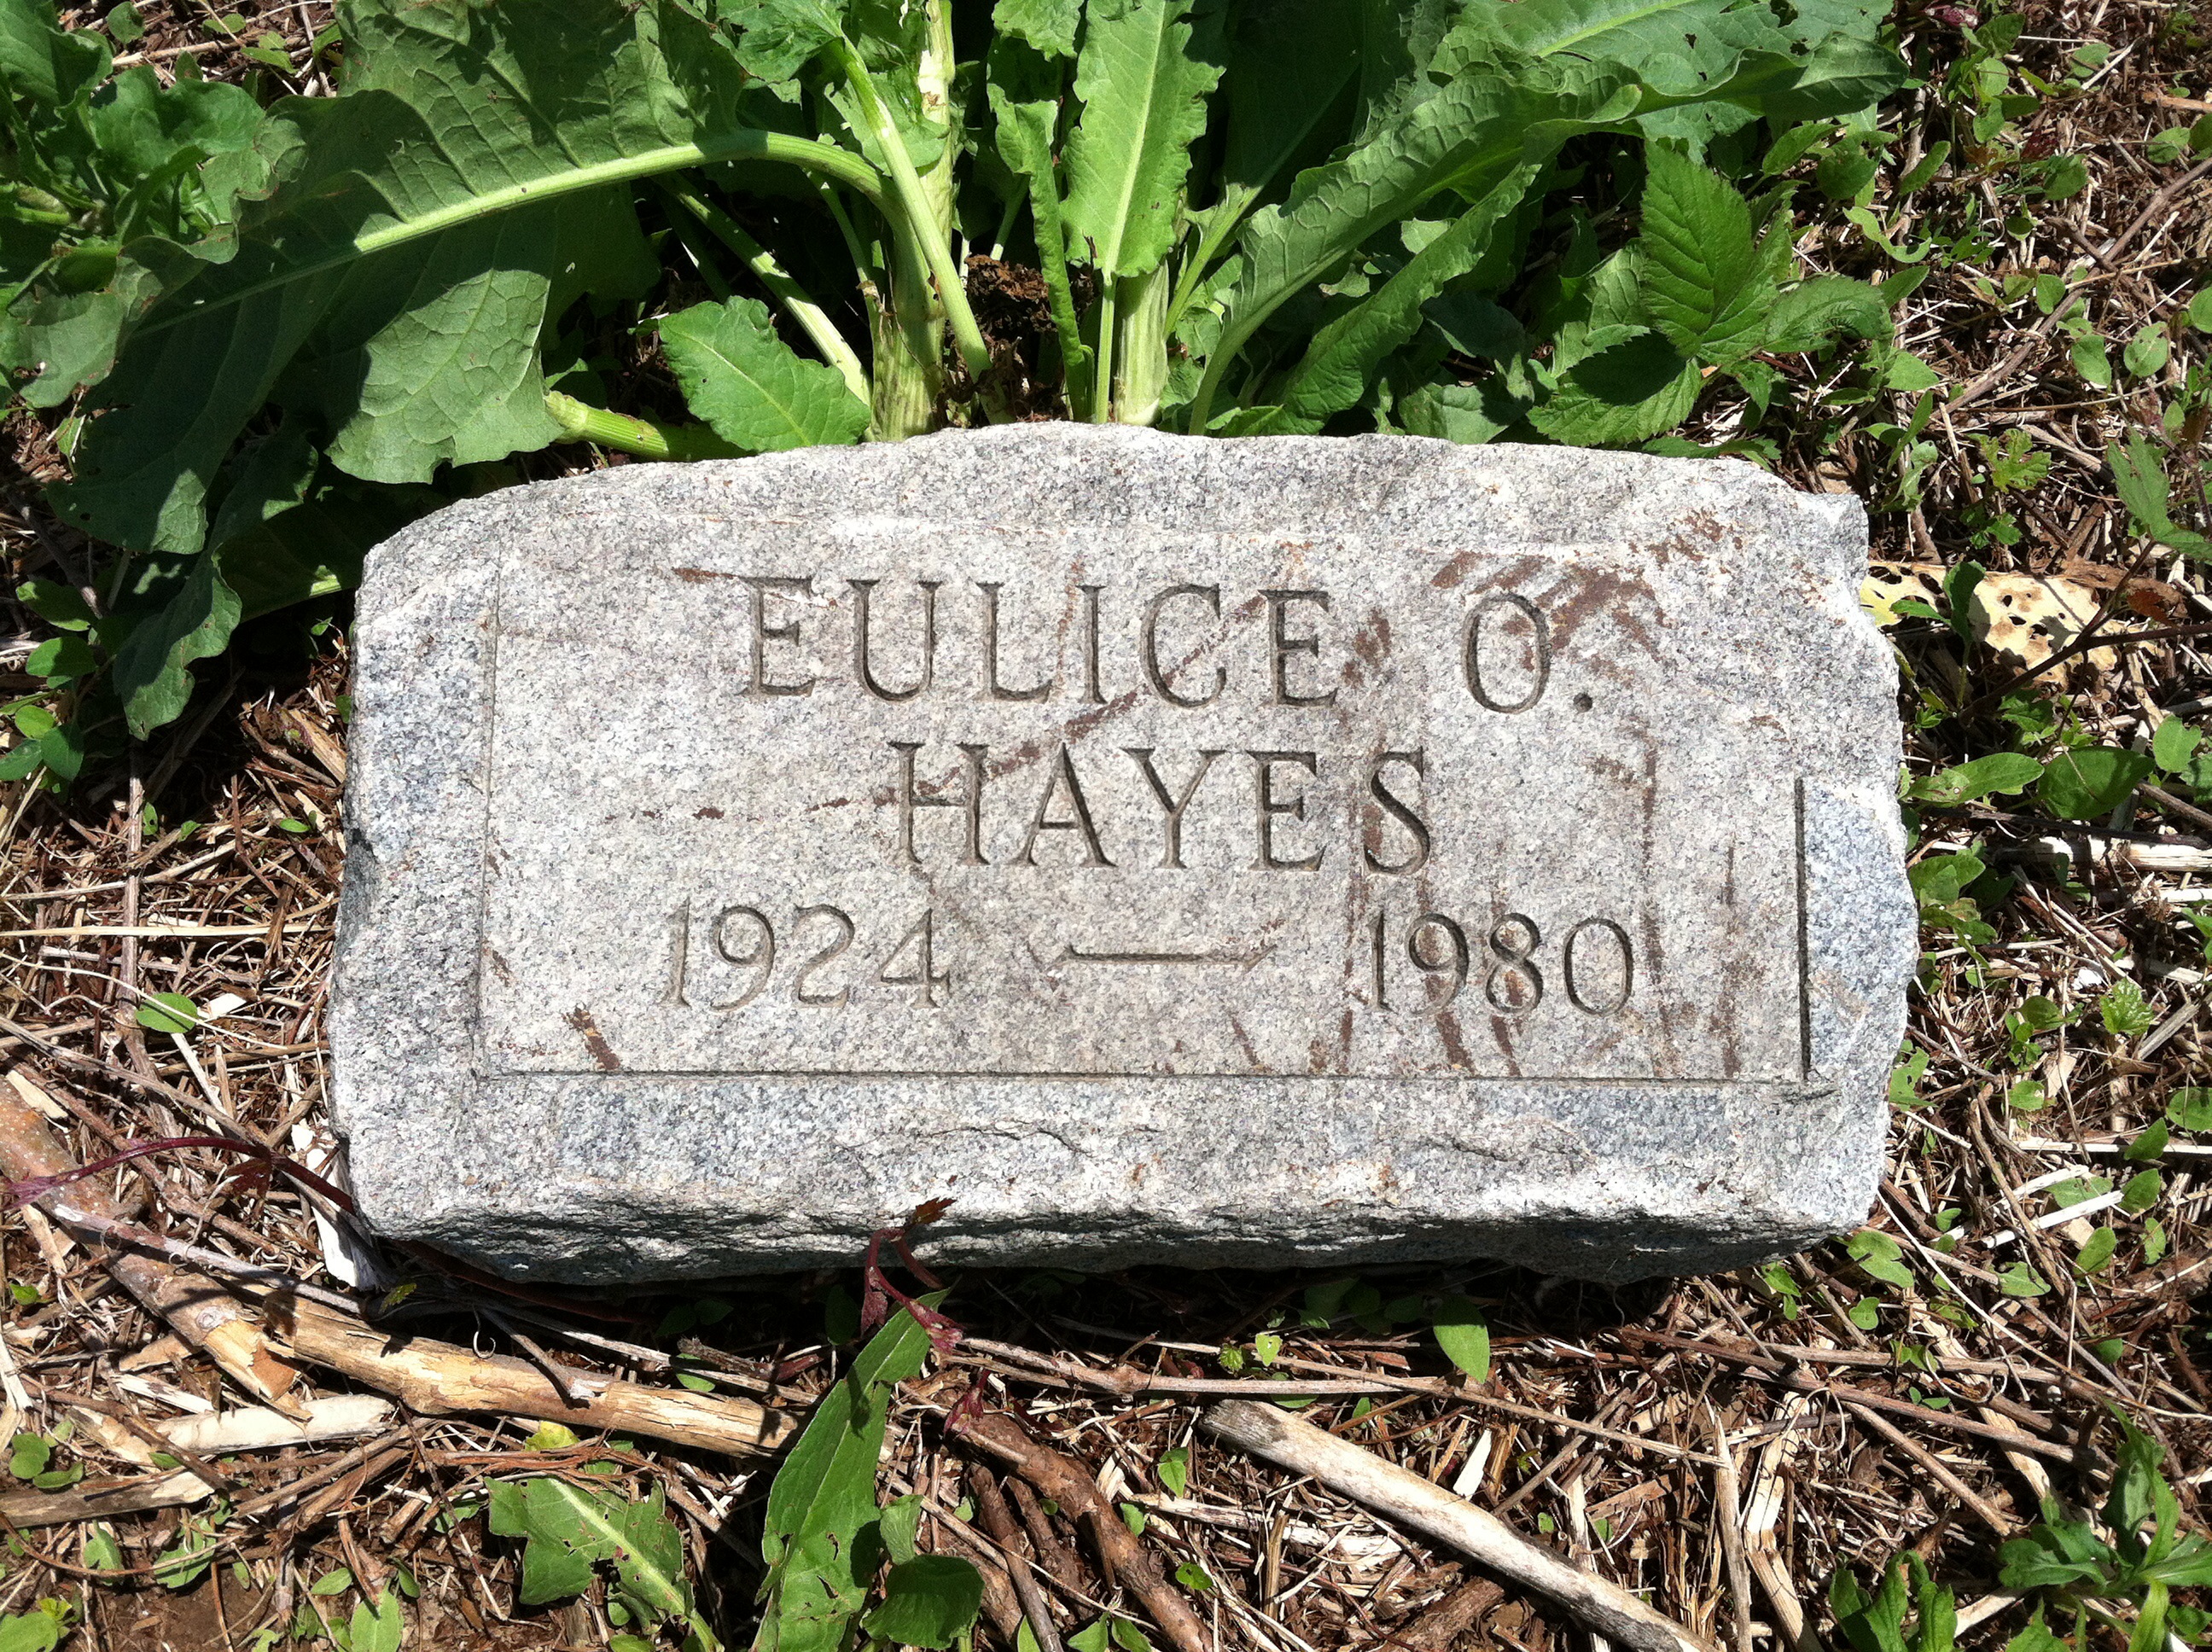 EULICE O.
HAYES
1924 — 1980